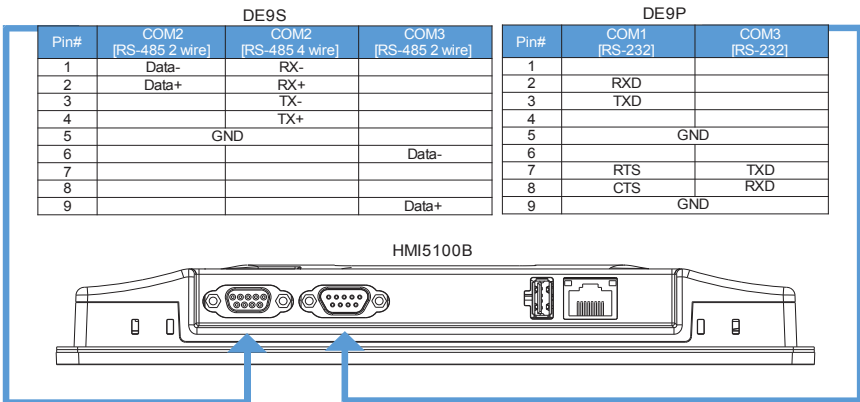 DE9S
Pin# COM2 [RS-485 2 wire] COM2 [RS-485 4 wire] COM3 [RS-485 2 wire]
1 Data- RX-
2 Data+ RX+
3 TX-
4 TX+
5 GND
6 Data-
7
8
9 Data+
DE9P
Pin# COM1 [RS-232] COM3 [RS-232]
1
2 RXD
3 TXD
4
5 GND
6
7 RTS TXD
8 CTS RXD
9 GND
HMI5100B